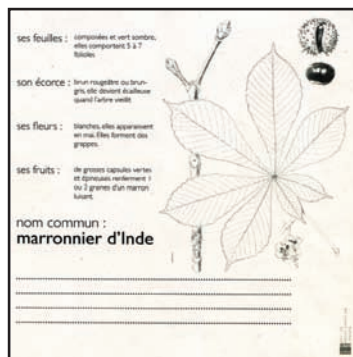 ses feuilles : composées et vert sombre,
elles comportent 5 à 7
folioles
son écorce : brun rougeâtre ou brun-
gris, elle devient écailleuse
quand l'arbre vieillit
ses fleurs : blanches, elles apparaissent
en mai. Elles forment des
grappes.
ses fruits : de grosses capsules vertes
et épineuses renferment 1
ou 2 graines d'un marron
luisant.
nom commun :
marronnier d'Inde